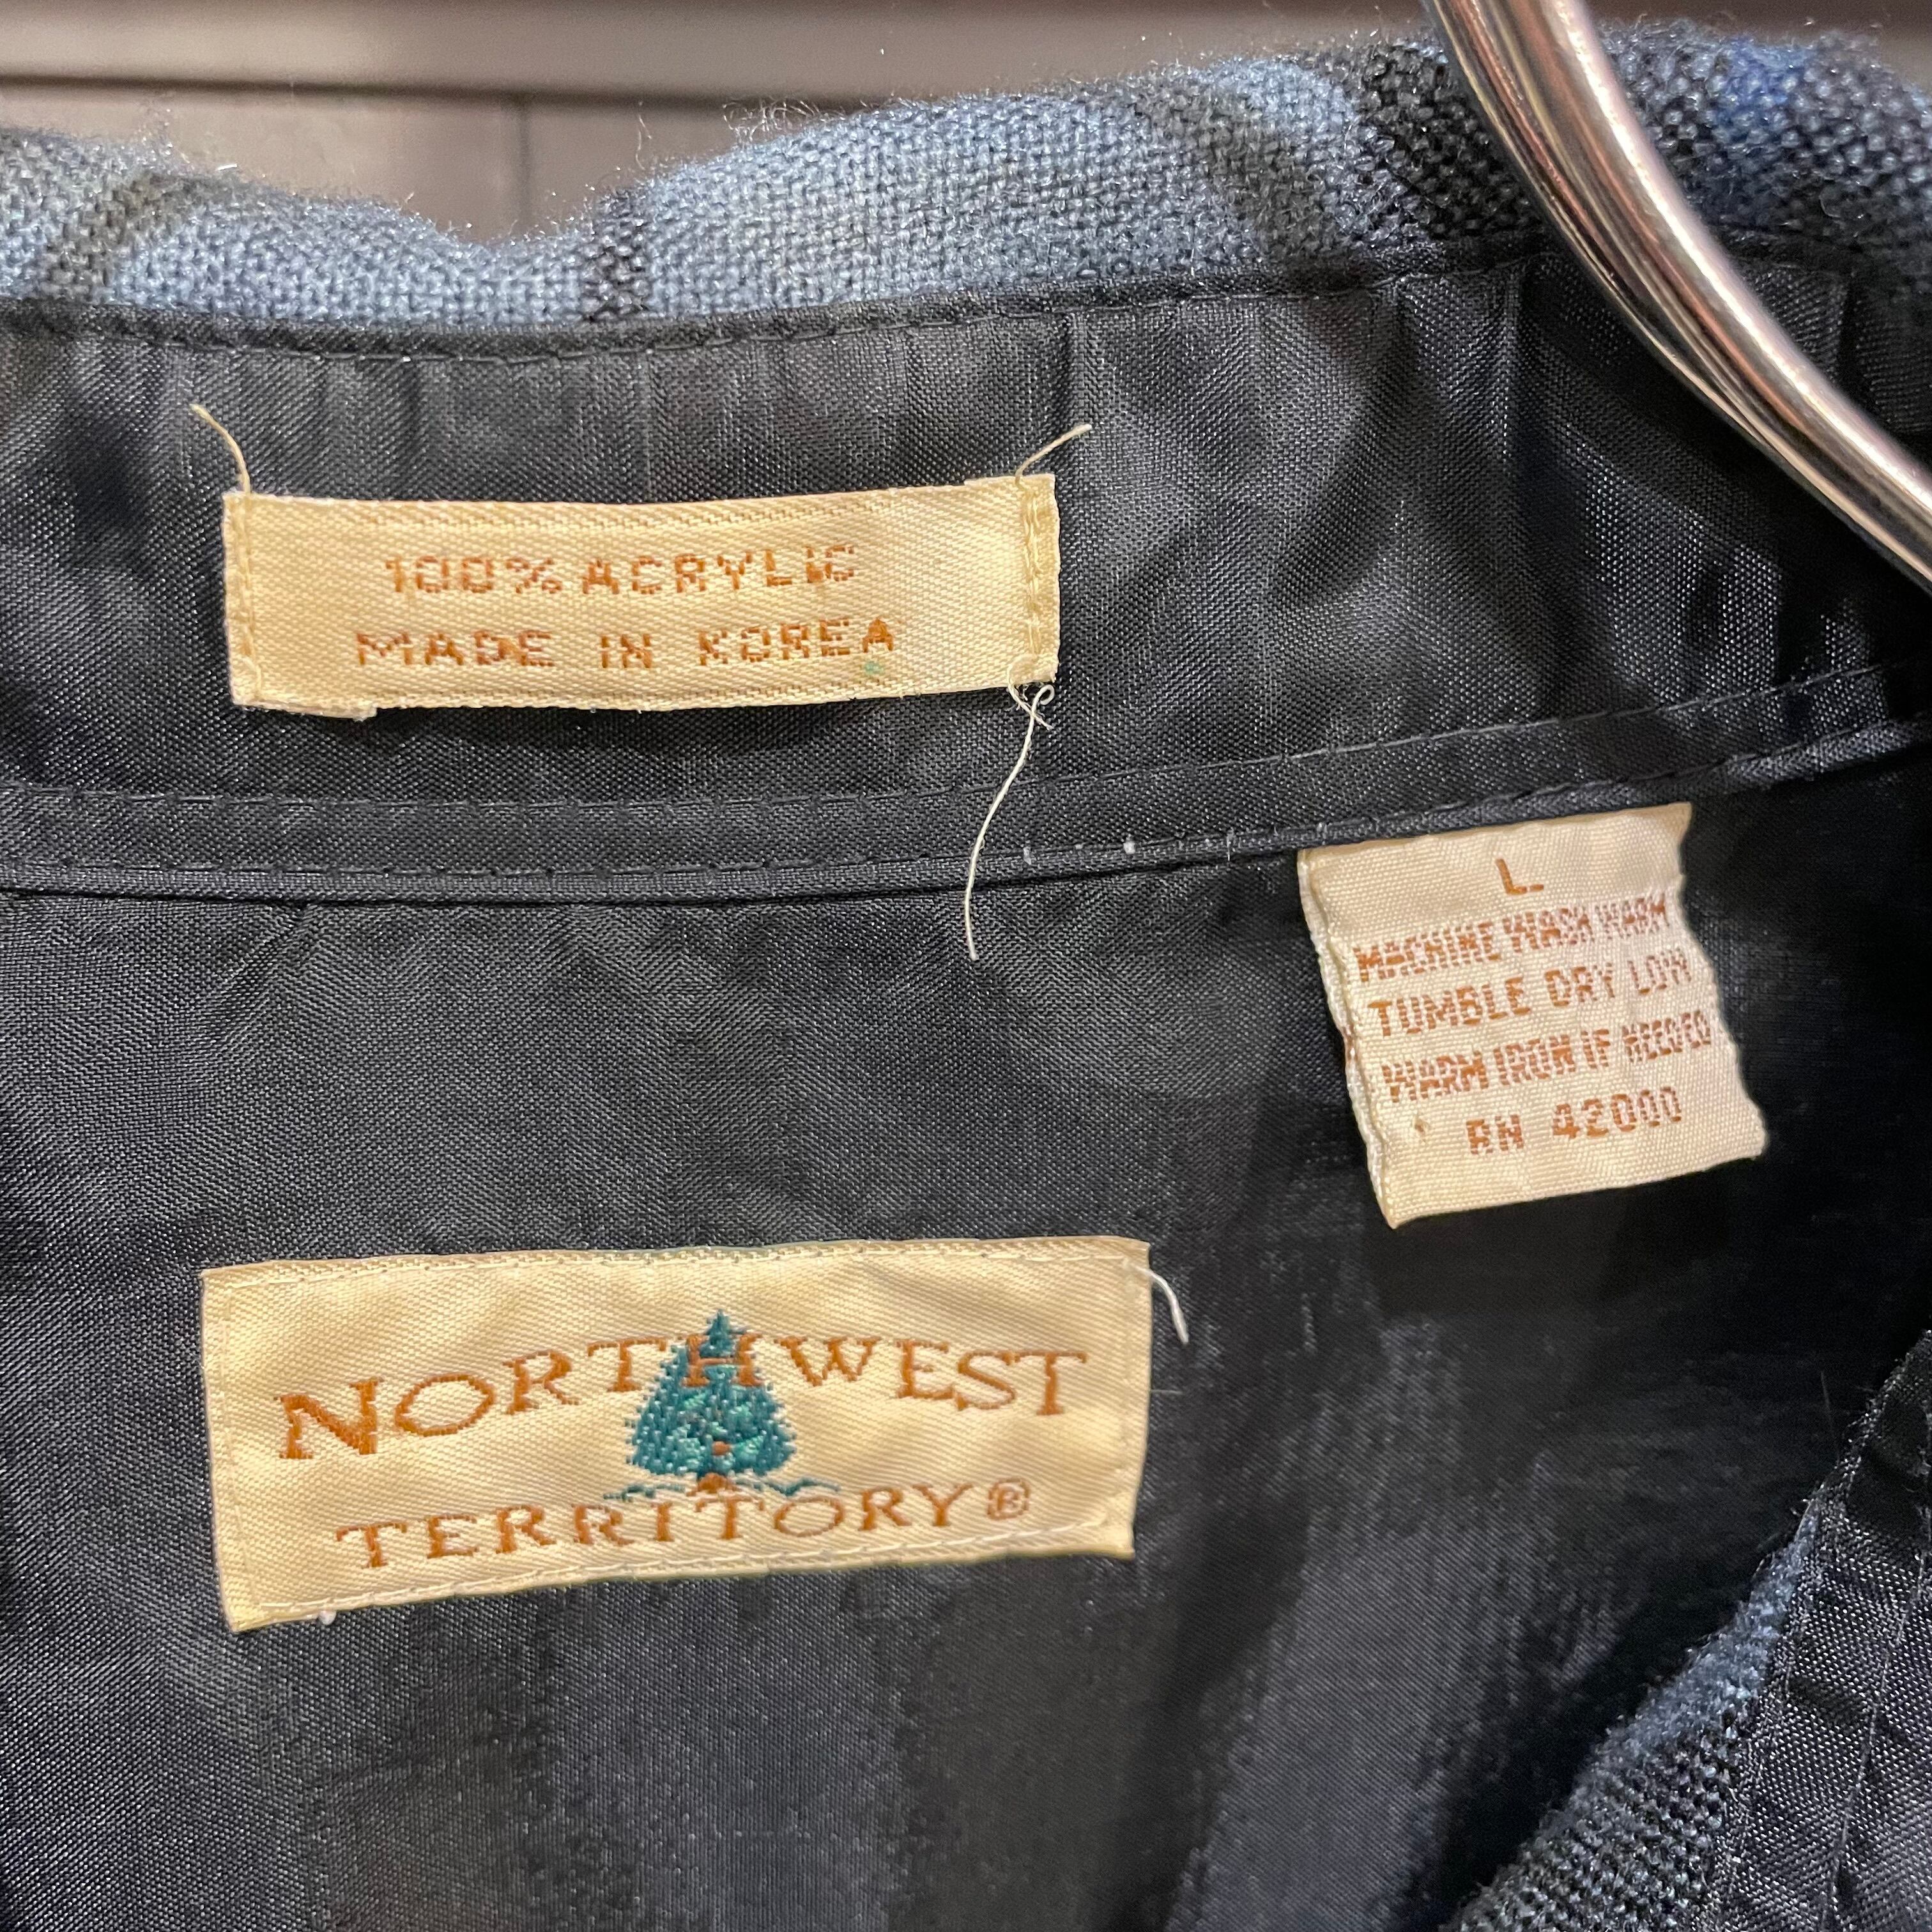 100% ACRYLIC
MADE IN KOREA
L
MACHINE WASH WARM
TUMBLE DRY LOW
WARM IRON IF NEEDED
RN 42000
NORTHWEST
TERRITORY®